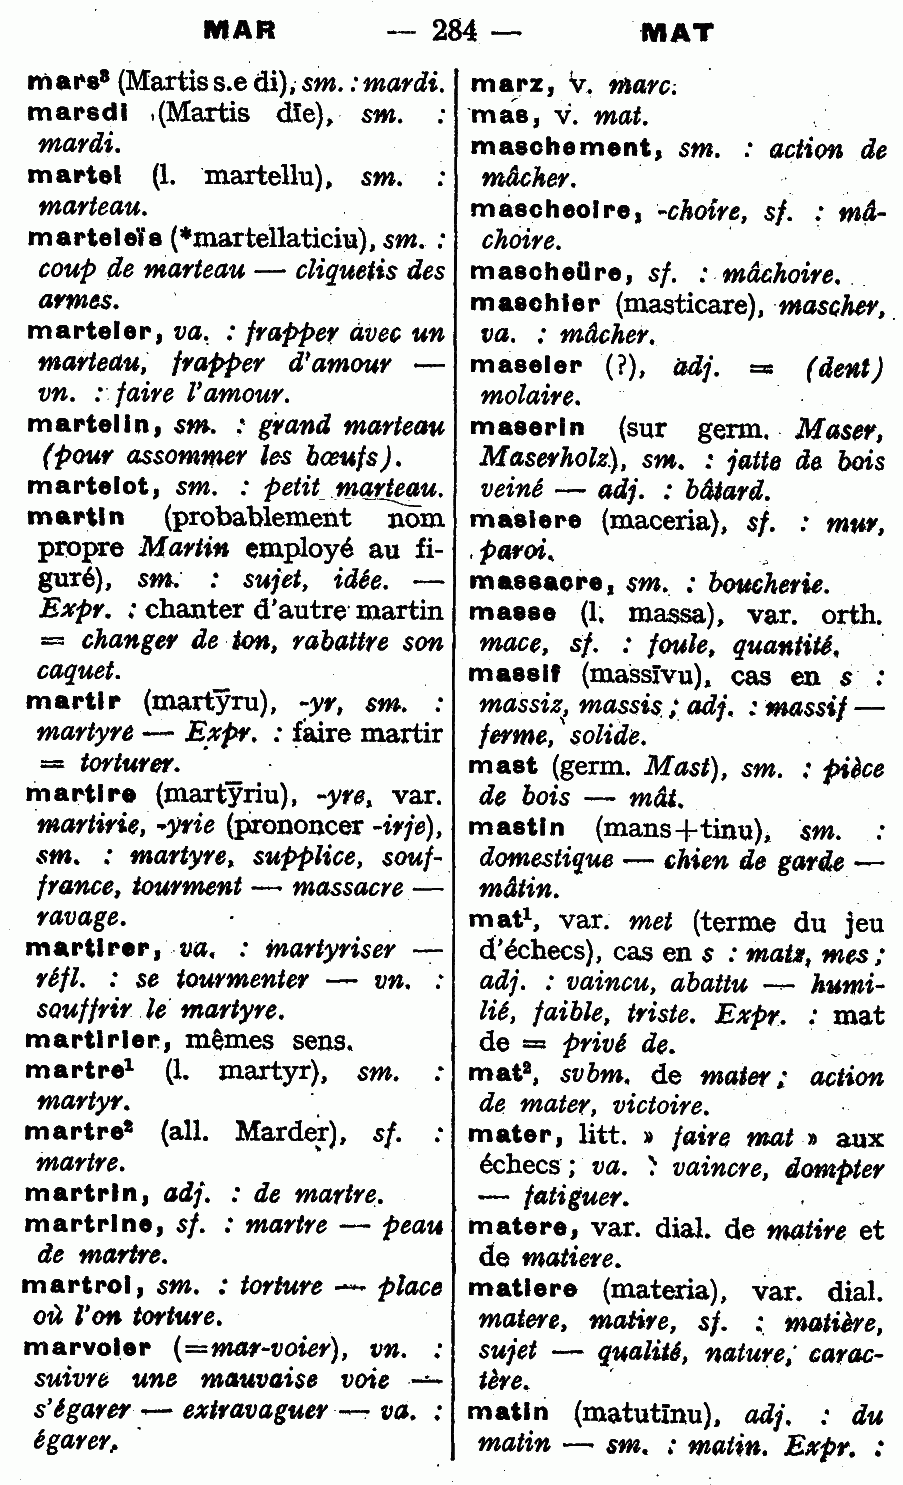 MAR — 284 — MAT
mars³ (Martis s.e di), sm. : mardi.
marsdi (Martis dīe), sm. :
mardi.
martel (l. martellu), sm. :
marteau.
marteleïs (*martellaticiu), sm. :
coup de marteau — cliquetis des
armes.
marteler, va. : frapper avec un
marteau, frapper d'amour —
vn. : faire l'amour.
martelin, sm. : grand marteau
(pour assommer les bœufs).
martelot, sm. : petit marteau.
martin (probablement nom
propre Martin employé au fi-
guré), sm. : sujet, idée. —
Expr. : chanter d'autre martin
= changer de ton, rabattre son
caquet.
martir (martȳru), -yr, sm. :
martyre — Expr. : faire martir
= torturer.
martire (martȳriu), -yre, var.
martirie, -yrie (prononcer -irje),
sm. : martyre, supplice, souf-
france, tourment — massacre —
ravage.
martirer, va. : martyriser —
réfl. : se tourmenter — vn. :
souffrir le martyre.
martirier, mêmes sens.
martre¹ (l. martyr), sm. :
martyr.
martre² (all. Marder), sf. :
martre.
martrin, adj. : de martre.
martrine, sf. : martre — peau
de martre.
martroi, sm. : torture — place
où l'on torture.
marvoier (=mar-voier), vn. :
suivre une mauvaise voie —
s'égarer — extravaguer — va. :
égarer.
marz, v. marc.
mas, v. mat.
maschement, sm. : action de
mâcher.
mascheoire, -choire, sf. : mâ-
choire.
mascheüre, sf. : mâchoire.
maschier (masticare), mascher,
va. : mâcher.
maseler (?), adj. = (dent)
molaire.
maserin (sur germ. Maser,
Maserholz), sm. : jatte de bois
veiné — adj. : bâtard.
masiere (maceria), sf. : mur,
paroi.
massacre, sm. : boucherie.
masse (l. massa), var. orth.
mace, sf. : foule, quantité.
massif (massīvu), cas en s :
massiz, massis ; adj. : massif —
ferme, solide.
mast (germ. Mast), sm. : pièce
de bois — mât.
mastin (mans+tinu), sm. :
domestique — chien de garde —
mâtin.
mat¹, var. met (terme du jeu
d'échecs), cas en s : matz, mes ;
adj. : vaincu, abattu — humi-
lié, faible, triste. Expr. : mat
de = privé de.
mat², svbm. de mater ; action
de mater, victoire.
mater, litt. » faire mat » aux
échecs ; va. : vaincre, dompter
— fatiguer.
matere, var. dial. de matire et
de matiere.
matiere (materia), var. dial.
matere, matire, sf. : matière,
sujet — qualité, nature, carac-
tère.
matin (matutīnu), adj. : du
matin — sm. : matin. Expr. :